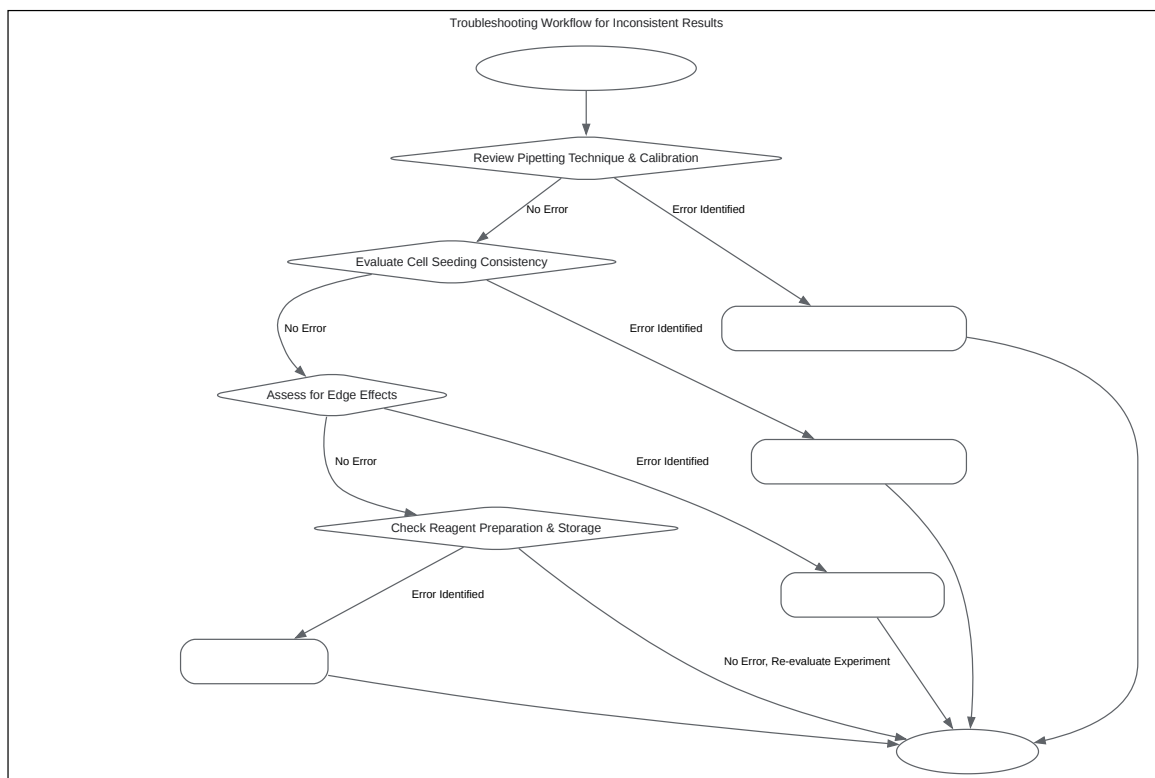 Troubleshooting Workflow for Inconsistent Results
Review Pipetting Technique & Calibration
No Error
Error Identified
Evaluate Cell Seeding Consistency
No Error
Error Identified
Assess for Edge Effects
No Error
Error Identified
Check Reagent Preparation & Storage
Error Identified
No Error, Re-evaluate Experiment